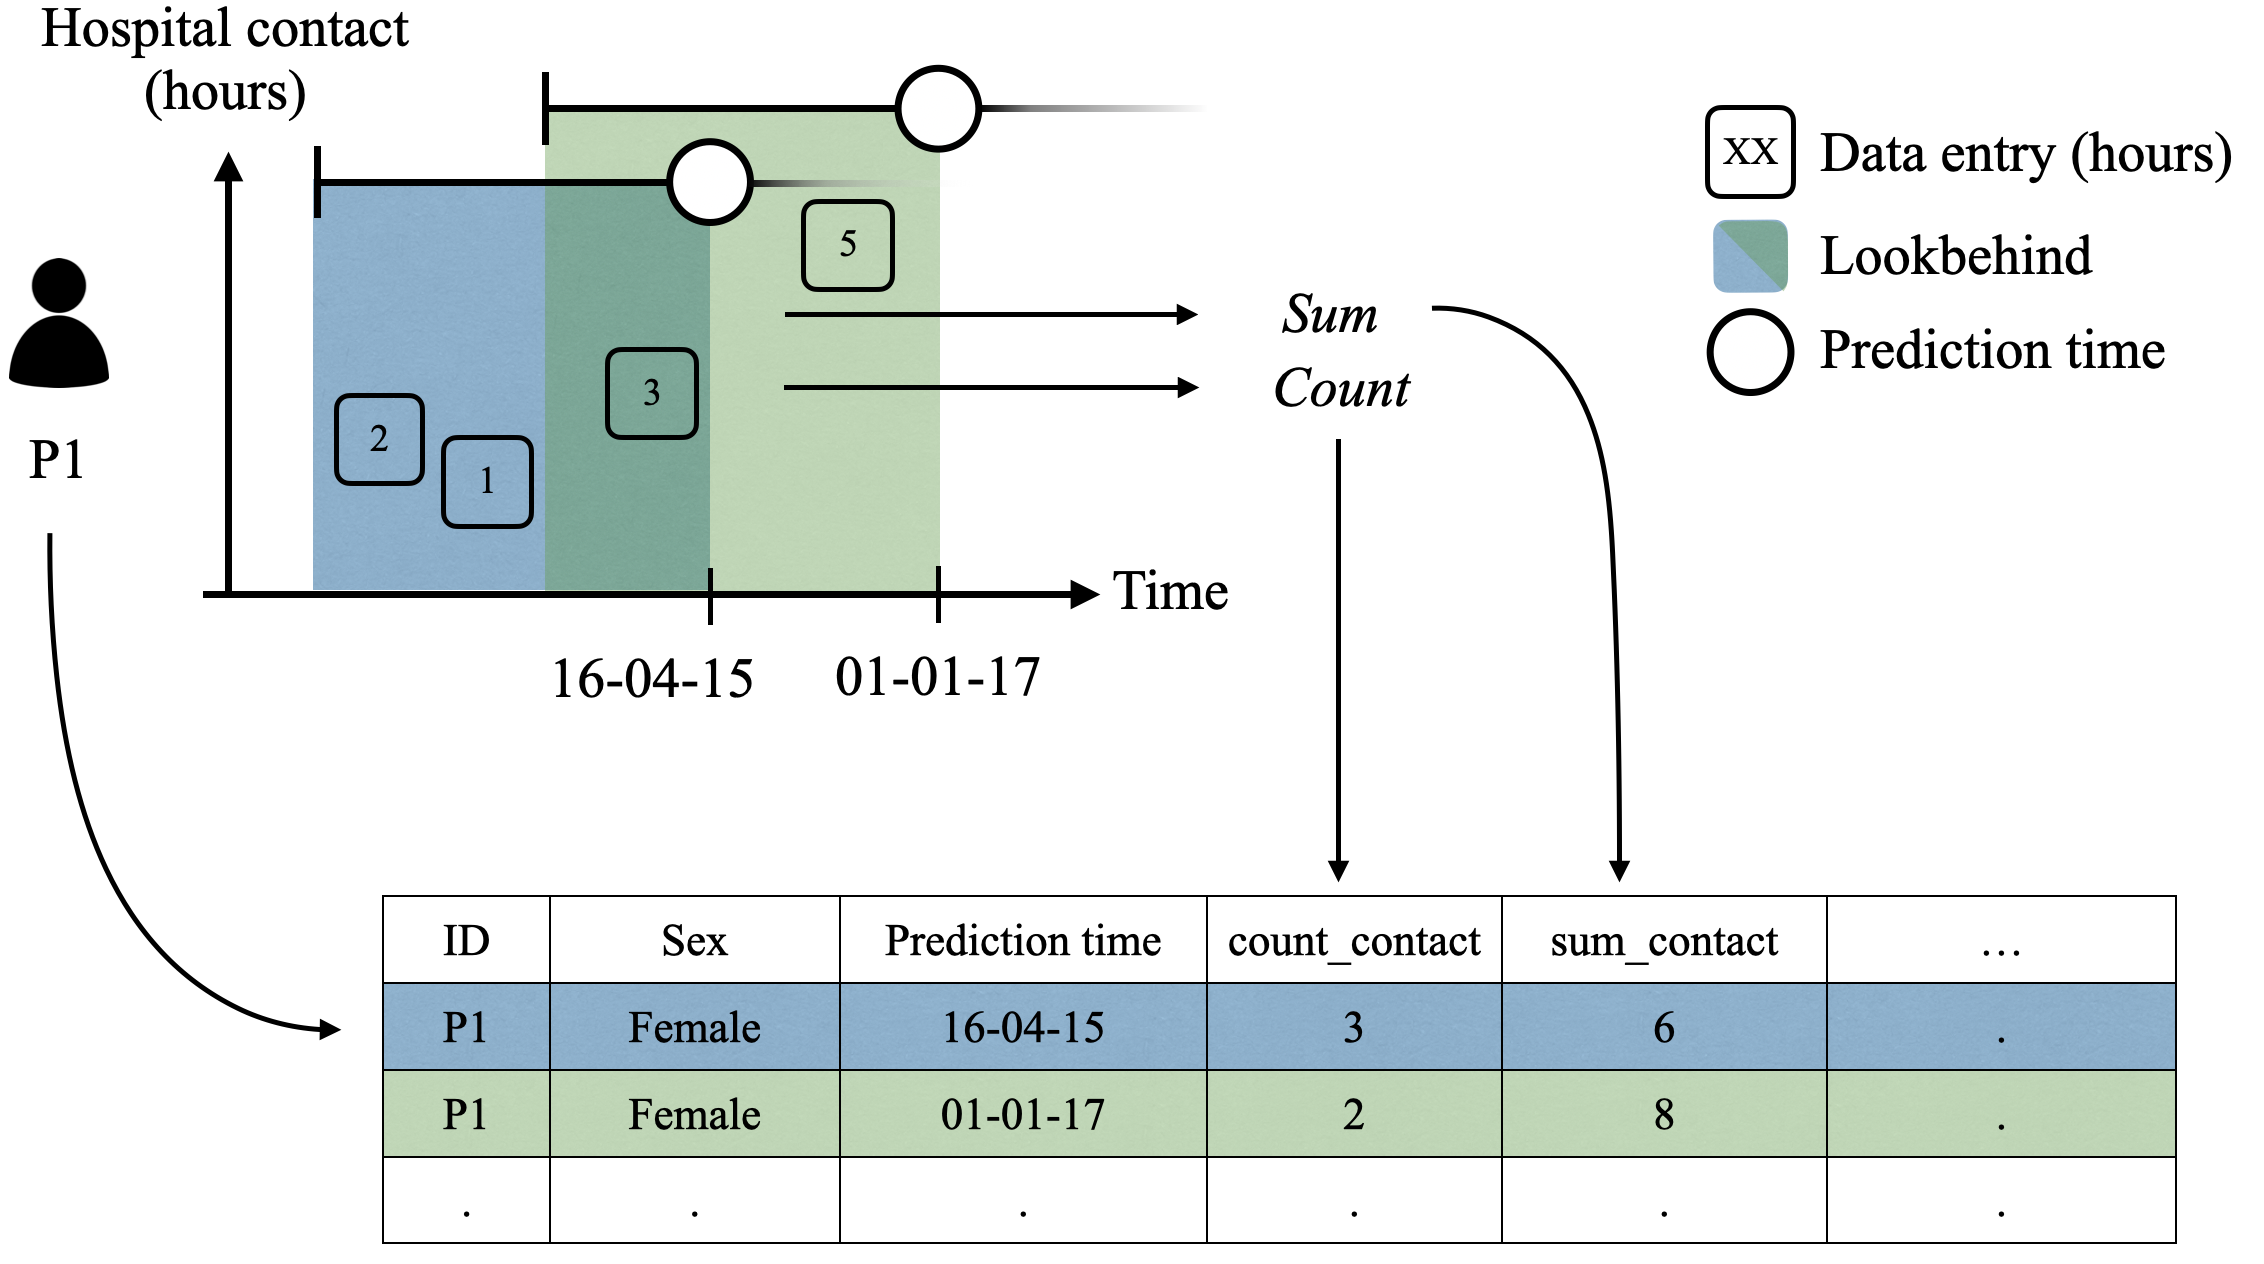 Hospital contact
(hours)
XX Data entry (hours)
Lookbehind
Prediction time
5
Sum
3
Count
2
1
P1
Time
16-04-15 01-01-17
ID Sex Prediction time count_contact sum_contact …
P1 Female 16-04-15 3 6 .
P1 Female 01-01-17 2 8 .
. . . . . .